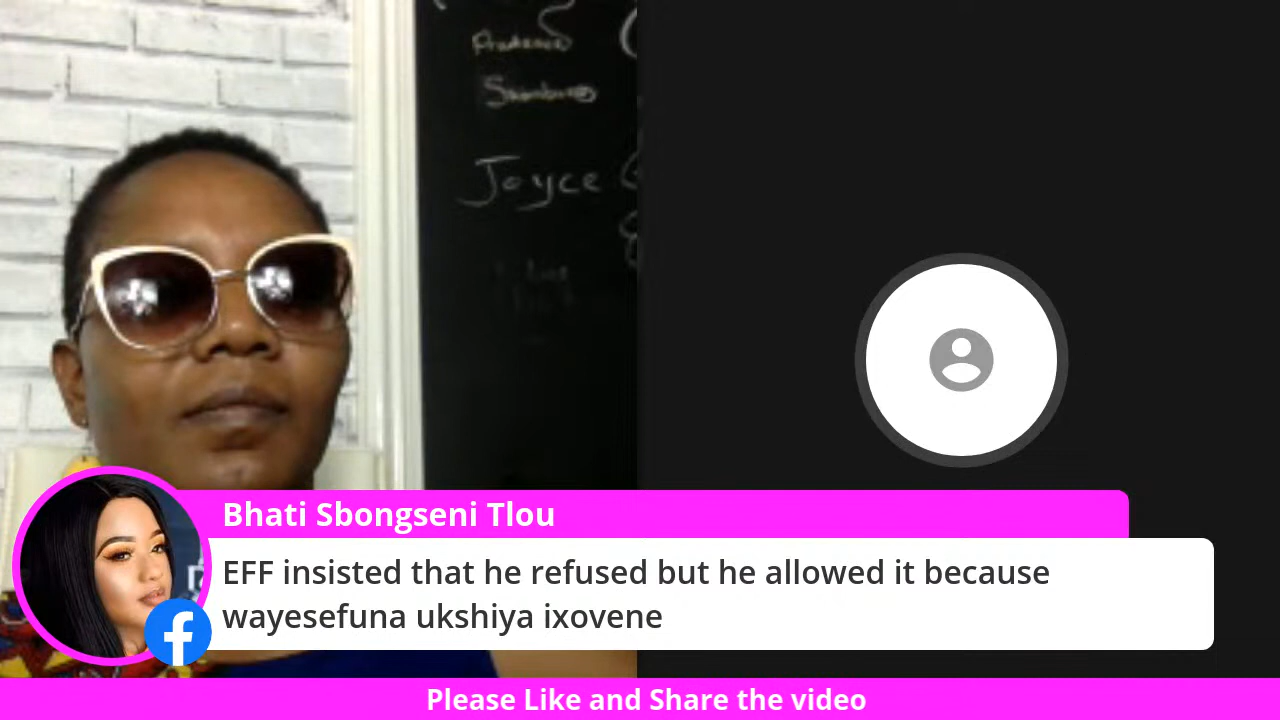 Joyce
Bhati Sbongseni Tlou
EFF insisted that he refused but he allowed it because
wayesefuna ukshiya ixovene
Please Like and Share the video